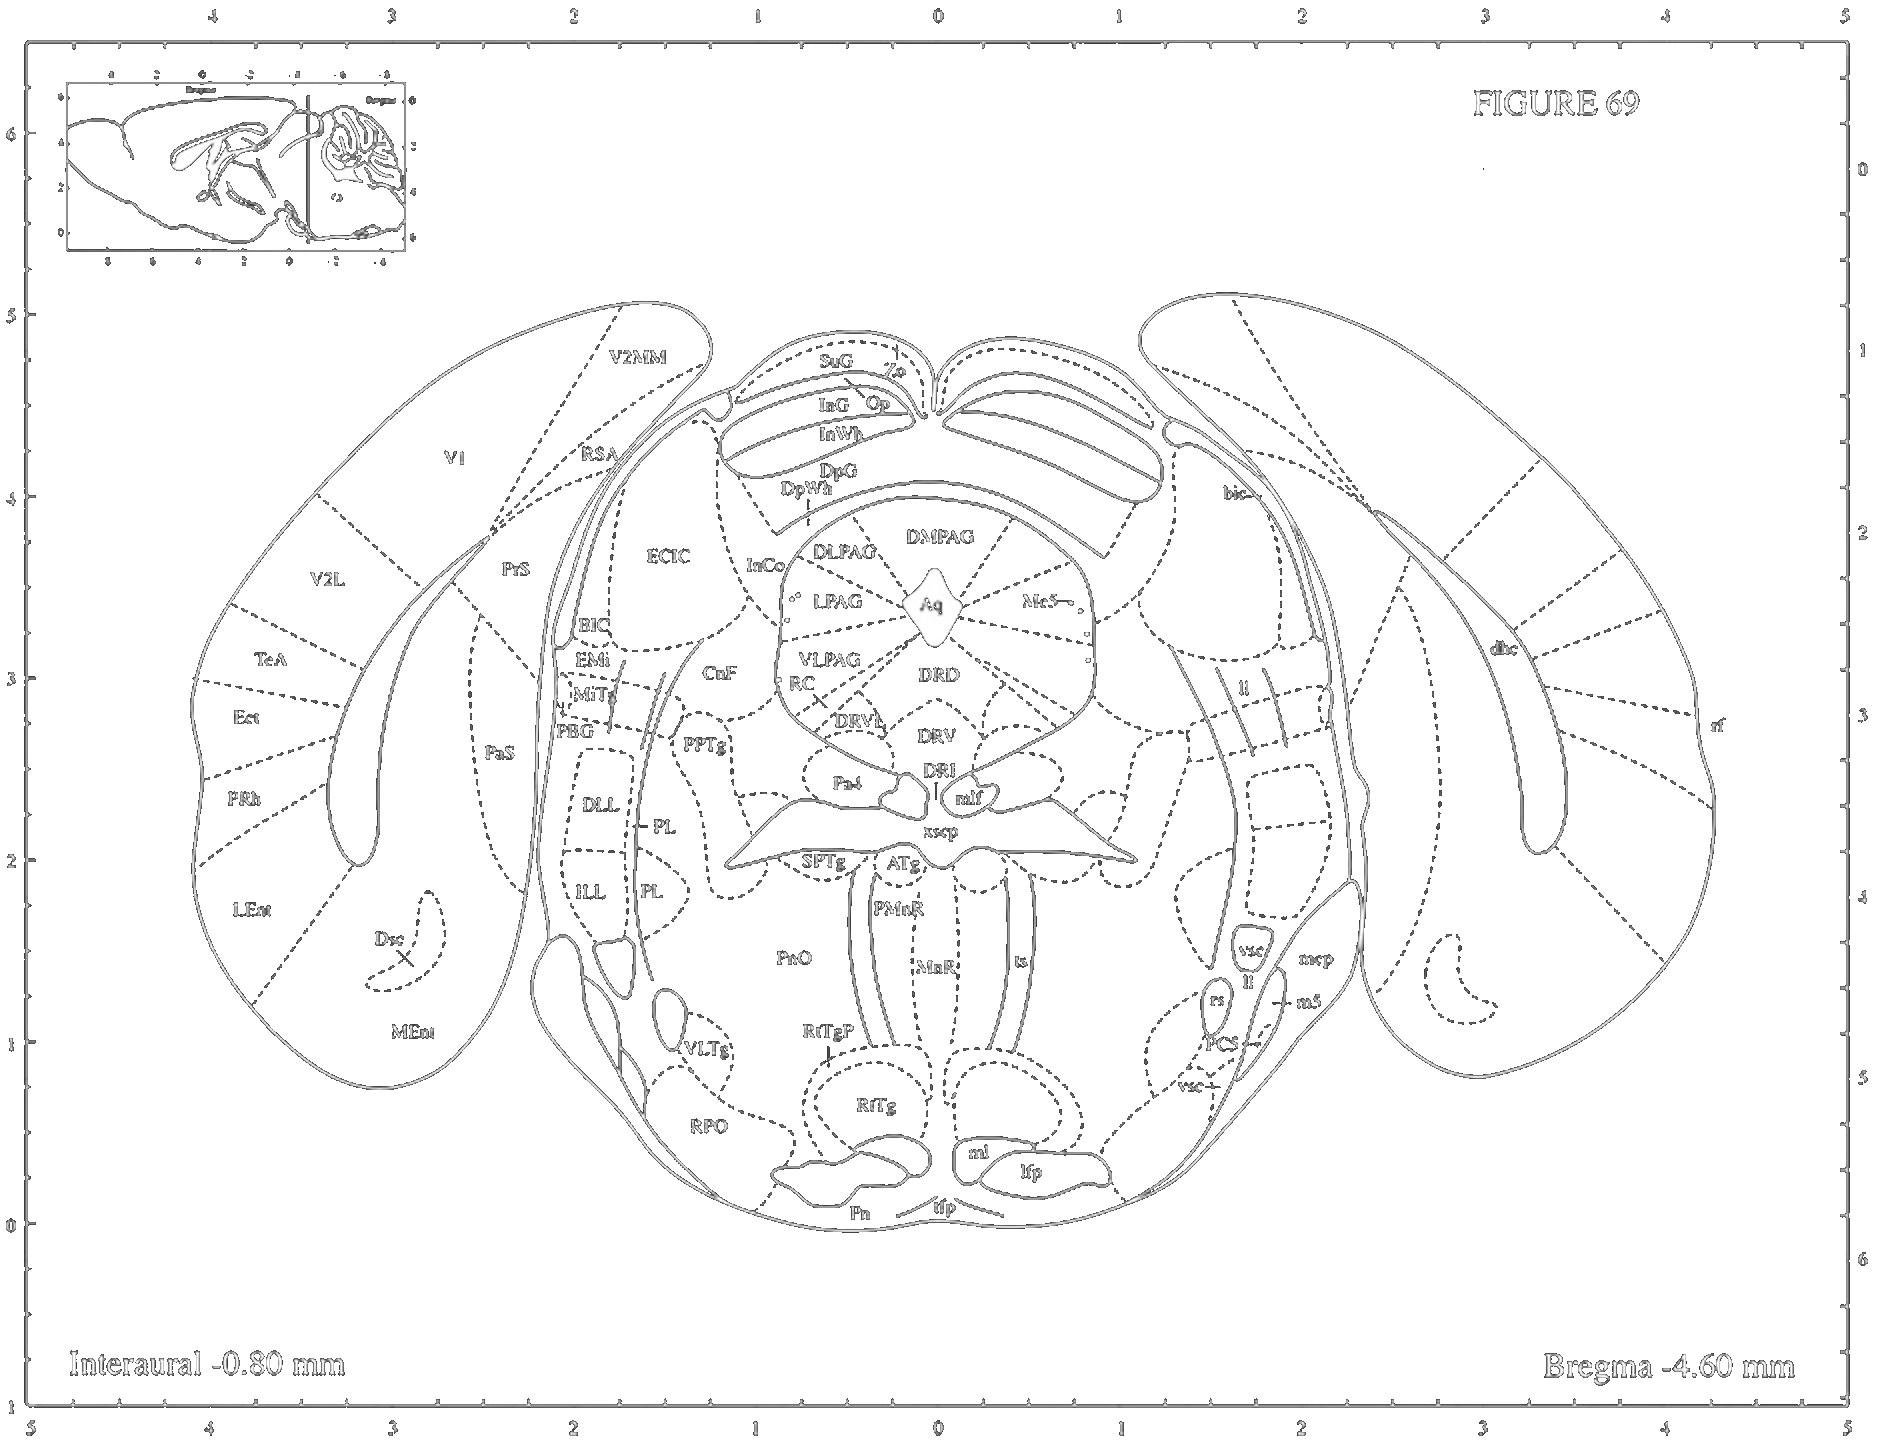 4 3 2 1 0 1 2 3 4 5
FIGURE 69
Bregma
Bregma
6
5
4
3
2
1
0
1
0
1
2
3
4
5
6
V2MM
SuG
Zo
Op
InG
InWh
DpG
DpWh
V1
RSA
bic
DMPAG
DLPAG
ECIC
InCo
PrS
V2L
LPAG
Aq
Me5
BIC
dlsc
TeA
EMi
VLPAG
CnF
DRD
RC
ll
MiTg
Ect
DRVL
rf
PBG
PPTg
DRV
PaS
DRI
Pa4
mlf
PRh
DLL
PL
xscp
SPTg
ATg
ILL
PL
LEnt
PMnR
Dsc
PnO
MnR
ts
vsc
mcp
ll
rs
m5
MEnt
RtTgP
VLTg
PCS
vsc
RtTg
RPO
ml
lfp
Pn
tfp
Interaural -0.80 mm
Bregma -4.60 mm
5 4 3 2 1 0 1 2 3 4 5